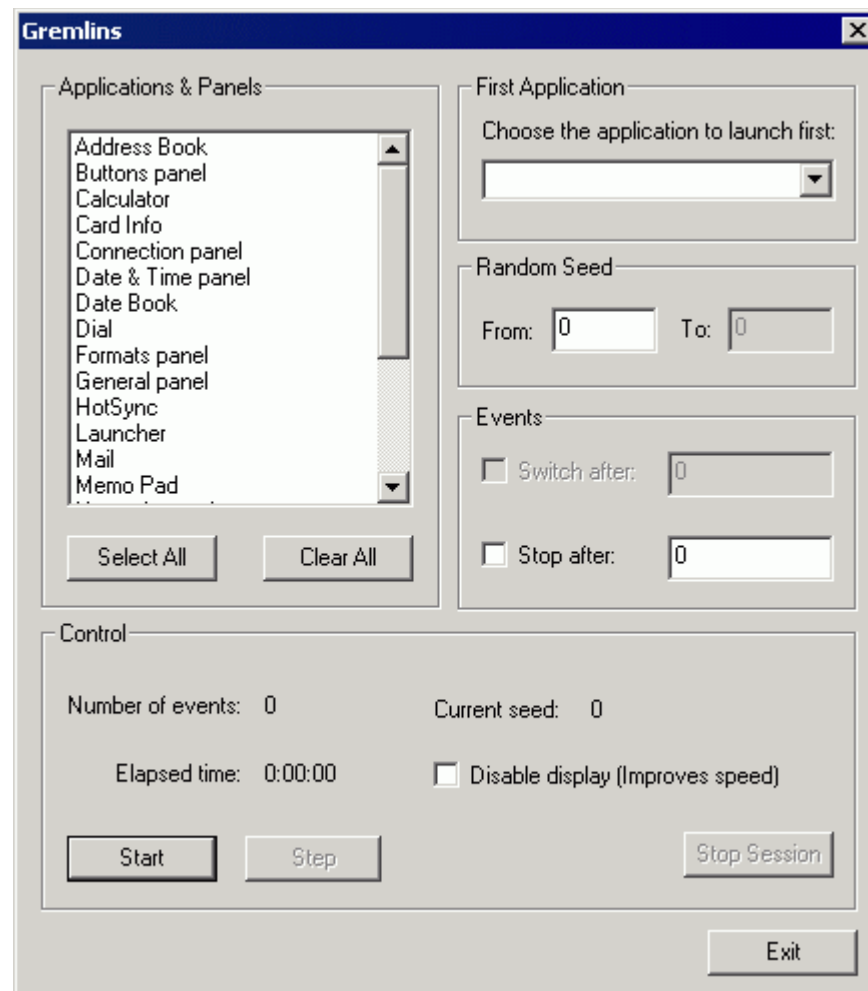 Gremlins
Applications & Panels
Address Book
Buttons panel
Calculator
Card Info
Connection panel
Date & Time panel
Date Book
Dial
Formats panel
General panel
HotSync
Launcher
Mail
Memo Pad
Select All
Clear All
First Application
Choose the application to launch first:
Random Seed
From: 0
To: 0
Events
Switch after: 0
Stop after: 0
Control
Number of events: 0
Current seed: 0
Elapsed time: 0:00:00
Disable display (Improves speed)
Start
Step
Stop Session
Exit